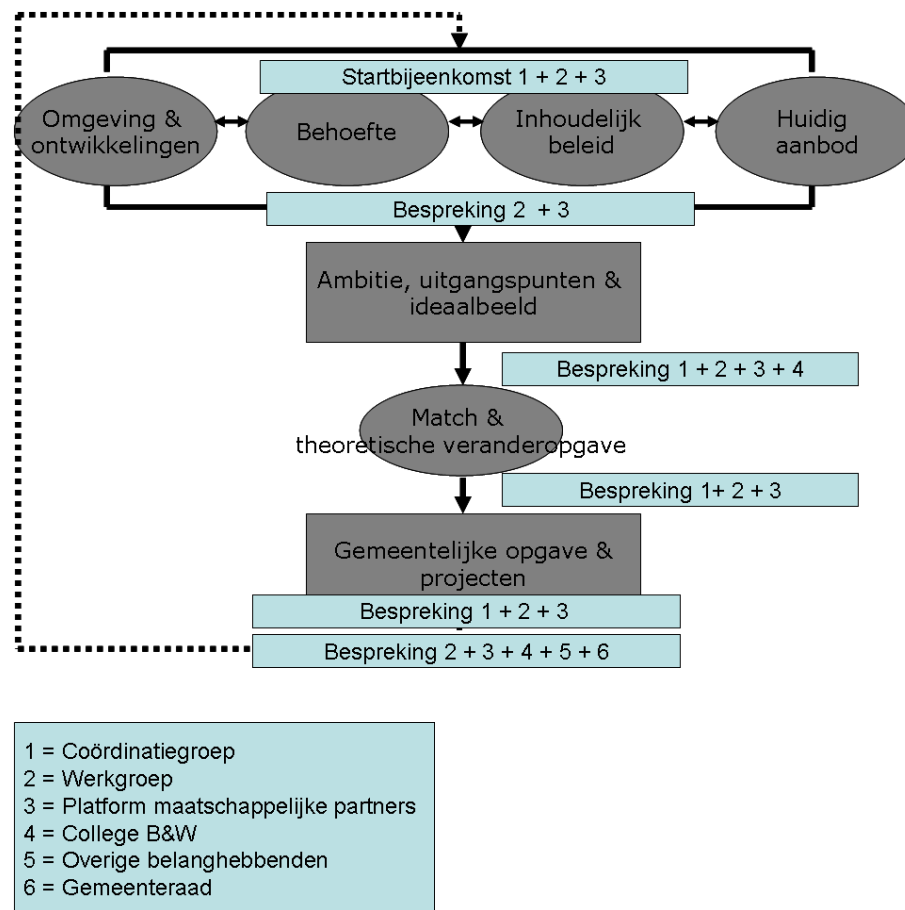 Startbijeenkomst 1 + 2 + 3
Omgeving &
ontwikkelingen
Behoefte
Inhoudelijk
beleid
Huidig
aanbod
Bespreking 2 + 3
Ambitie, uitgangspunten &
ideaalbeeld
Bespreking 1 + 2 + 3 + 4
Match &
theoretische veranderopgave
Bespreking 1+ 2 + 3
Gemeentelijke opgave &
projecten
Bespreking 1 + 2 + 3
Bespreking 2 + 3 + 4 + 5 + 6
1 = Coördinatiegroep
2 = Werkgroep
3 = Platform maatschappelijke partners
4 = College B&W
5 = Overige belanghebbenden
6 = Gemeenteraad